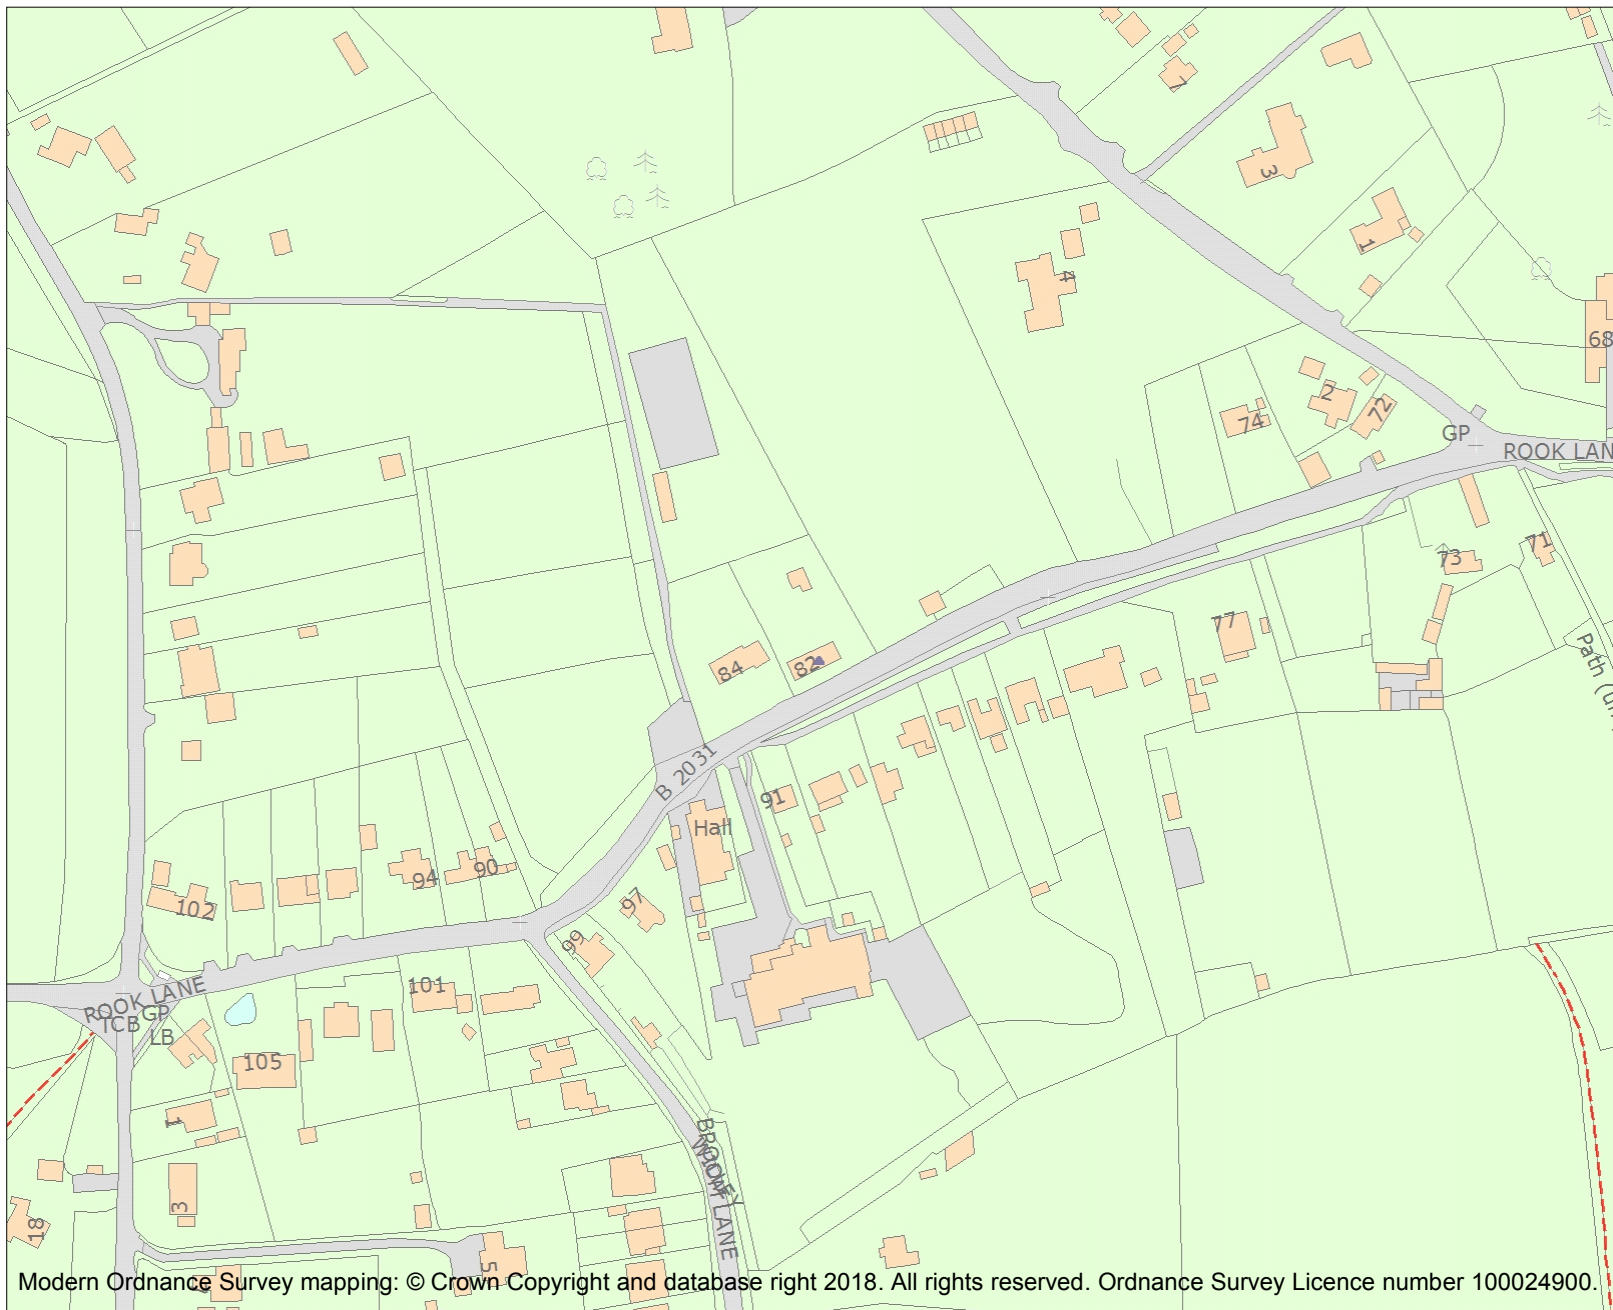 7
3
1
4
68
2
72
74
GP
ROOK LAN
71
73
77
84
82
B 2031
91
Hall
94
90
102
97
99
101
ROOK LANE
TCB
GP
LB
105
1
3
18
5
Path (un
LANE
Modern Ordnance Survey mapping: © Crown Copyright and database right 2018. All rights reserved. Ordnance Survey Licence number 100024900.